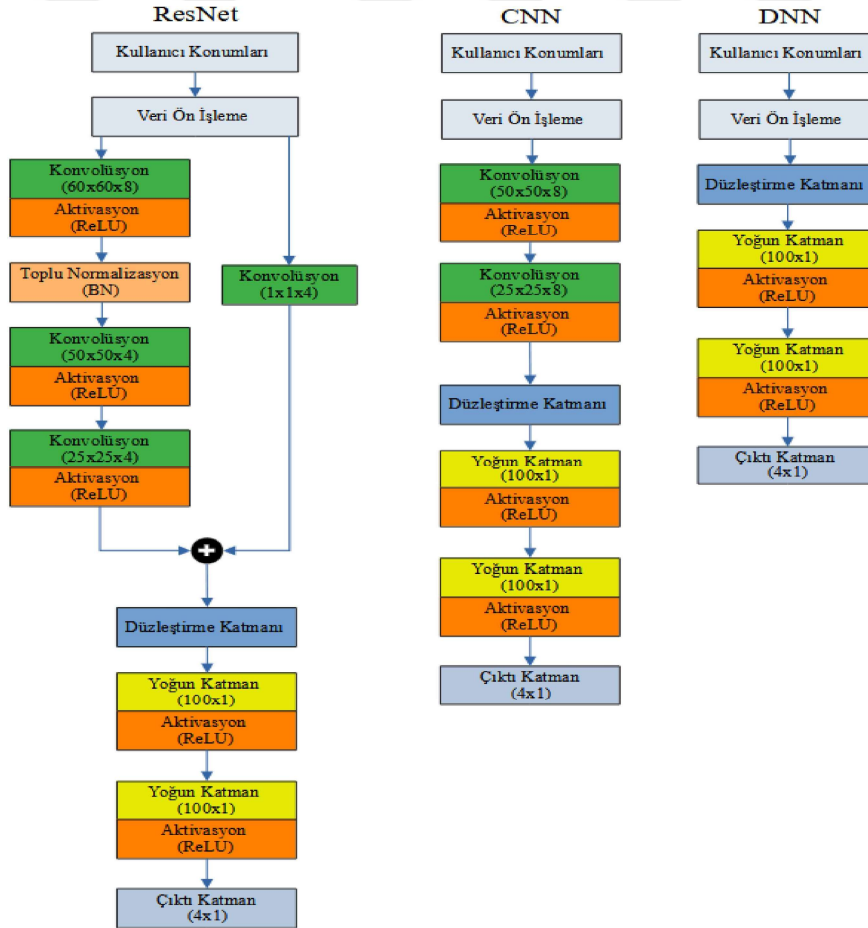 ResNet
Kullanıcı Konumları
Veri Ön İşleme
Konvolüsyon
(60x60x8)
Aktivasyon
(ReLU)
Toplu Normalizasyon
(BN)
Konvolüsyon
(50x50x4)
Aktivasyon
(ReLU)
Konvolüsyon
(25x25x4)
Aktivasyon
(ReLU)
Konvolüsyon
(1x1x4)
+
Düzleştirme Katmanı
Yoğun Katman
(100x1)
Aktivasyon
(ReLU)
Yoğun Katman
(100x1)
Aktivasyon
(ReLU)
Çıktı Katman
(4x1)
CNN
Kullanıcı Konumları
Veri Ön İşleme
Konvolüsyon
(50x50x8)
Aktivasyon
(ReLU)
Konvolüsyon
(25x25x8)
Aktivasyon
(ReLU)
Düzleştirme Katmanı
Yoğun Katman
(100x1)
Aktivasyon
(ReLU)
Yoğun Katman
(100x1)
Aktivasyon
(ReLU)
Çıktı Katman
(4x1)
DNN
Kullanıcı Konumları
Veri Ön İşleme
Düzleştirme Katmanı
Yoğun Katman
(100x1)
Aktivasyon
(ReLU)
Yoğun Katman
(100x1)
Aktivasyon
(ReLU)
Çıktı Katman
(4x1)